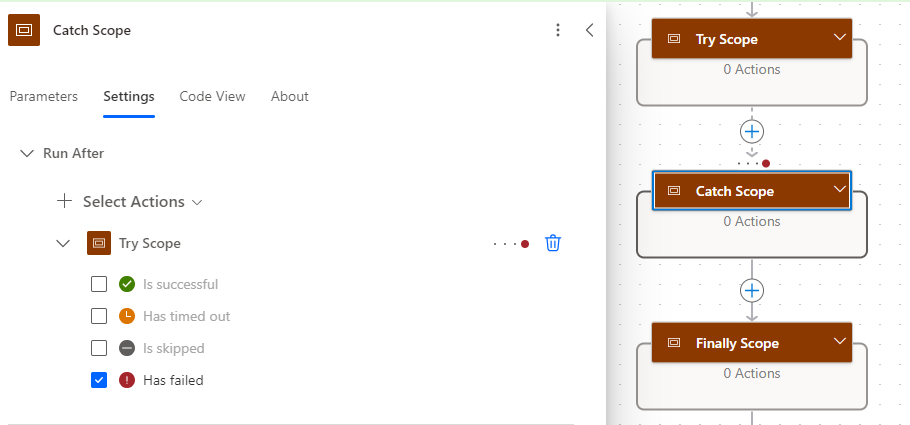 Catch Scope
Parameters Settings Code View About
Run After
Select Actions
Try Scope
Is successful
Has timed out
Is skipped
Has failed
Try Scope
0 Actions
Catch Scope
0 Actions
Finally Scope
0 Actions